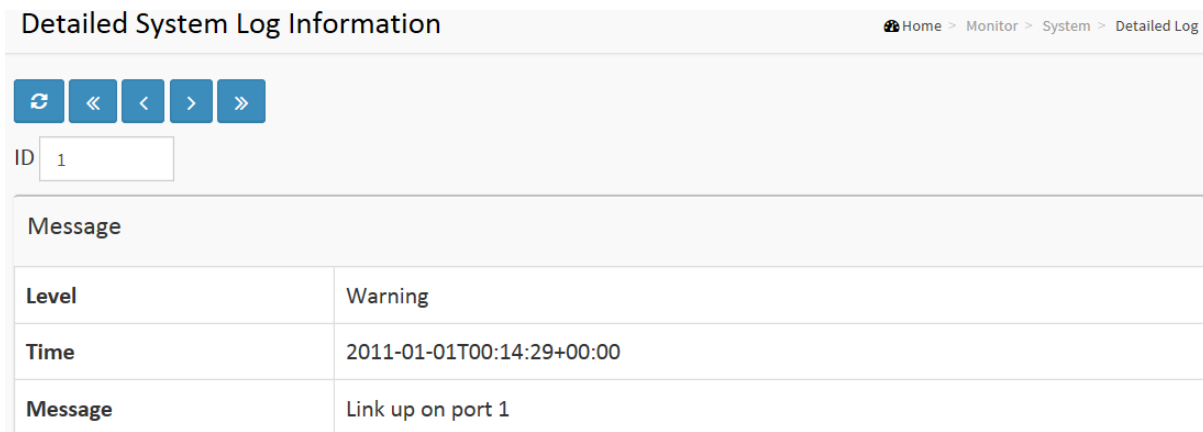 Detailed System Log Information
Home > Monitor > System > Detailed Log
ID 1
Message
Level Warning
Time 2011-01-01T00:14:29+00:00
Message Link up on port 1